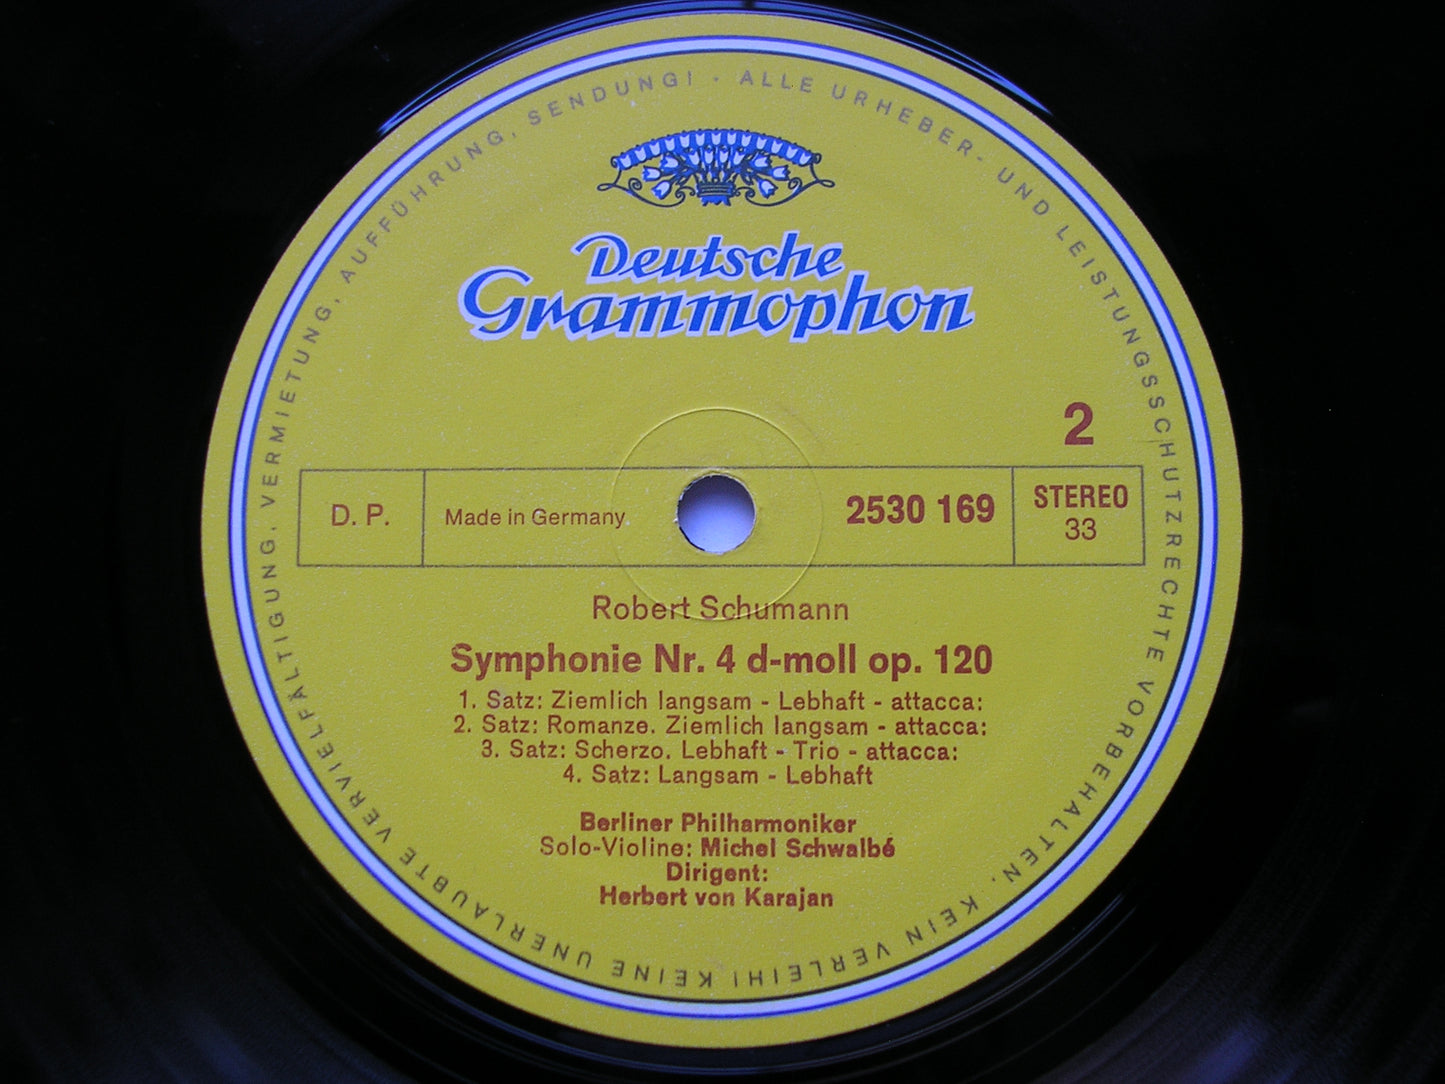 ALLE URHEBER- UND LEISTUNGSSCHUTZRECHTE VORBEHALTEN. KEIN VERLEIH! KEINE UNERLAUBTE VERVIELFÄLTIGUNG, VERMIETUNG, AUFFÜHRUNG, SENDUNG! ·
Deutsche
Grammophon
2
D. P.
Made in Germany
2530 169
STEREO
33
Robert Schumann
Symphonie Nr. 4 d-moll op. 120
1. Satz: Ziemlich langsam - Lebhaft - attacca:
2. Satz: Romanze. Ziemlich langsam - attacca:
3. Satz: Scherzo. Lebhaft - Trio - attacca:
4. Satz: Langsam - Lebhaft
Berliner Philharmoniker
Solo-Violine: Michel Schwalbé
Dirigent:
Herbert von Karajan